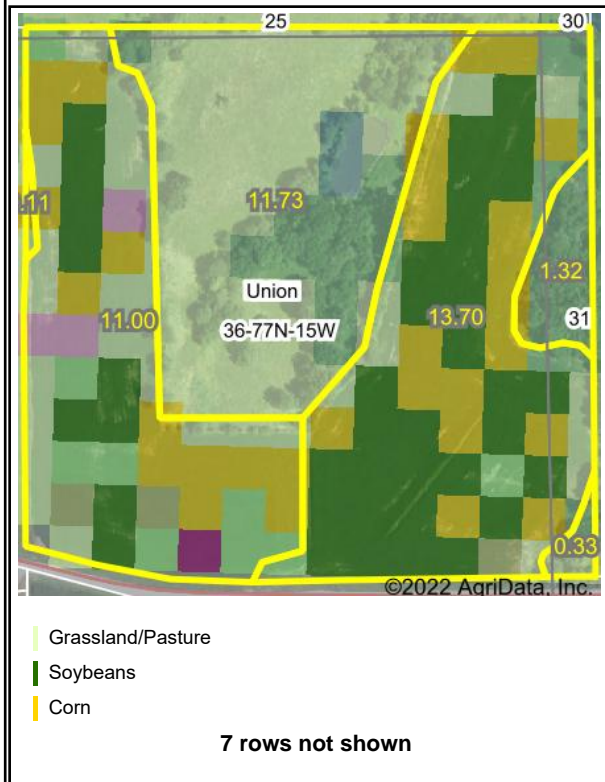 25
30
.11
11.73
1.32
Union
31
11.00
36-77N-15W
13.70
0.33
©2022 AgriData, Inc.
Grassland/Pasture
Soybeans
Corn
7 rows not shown